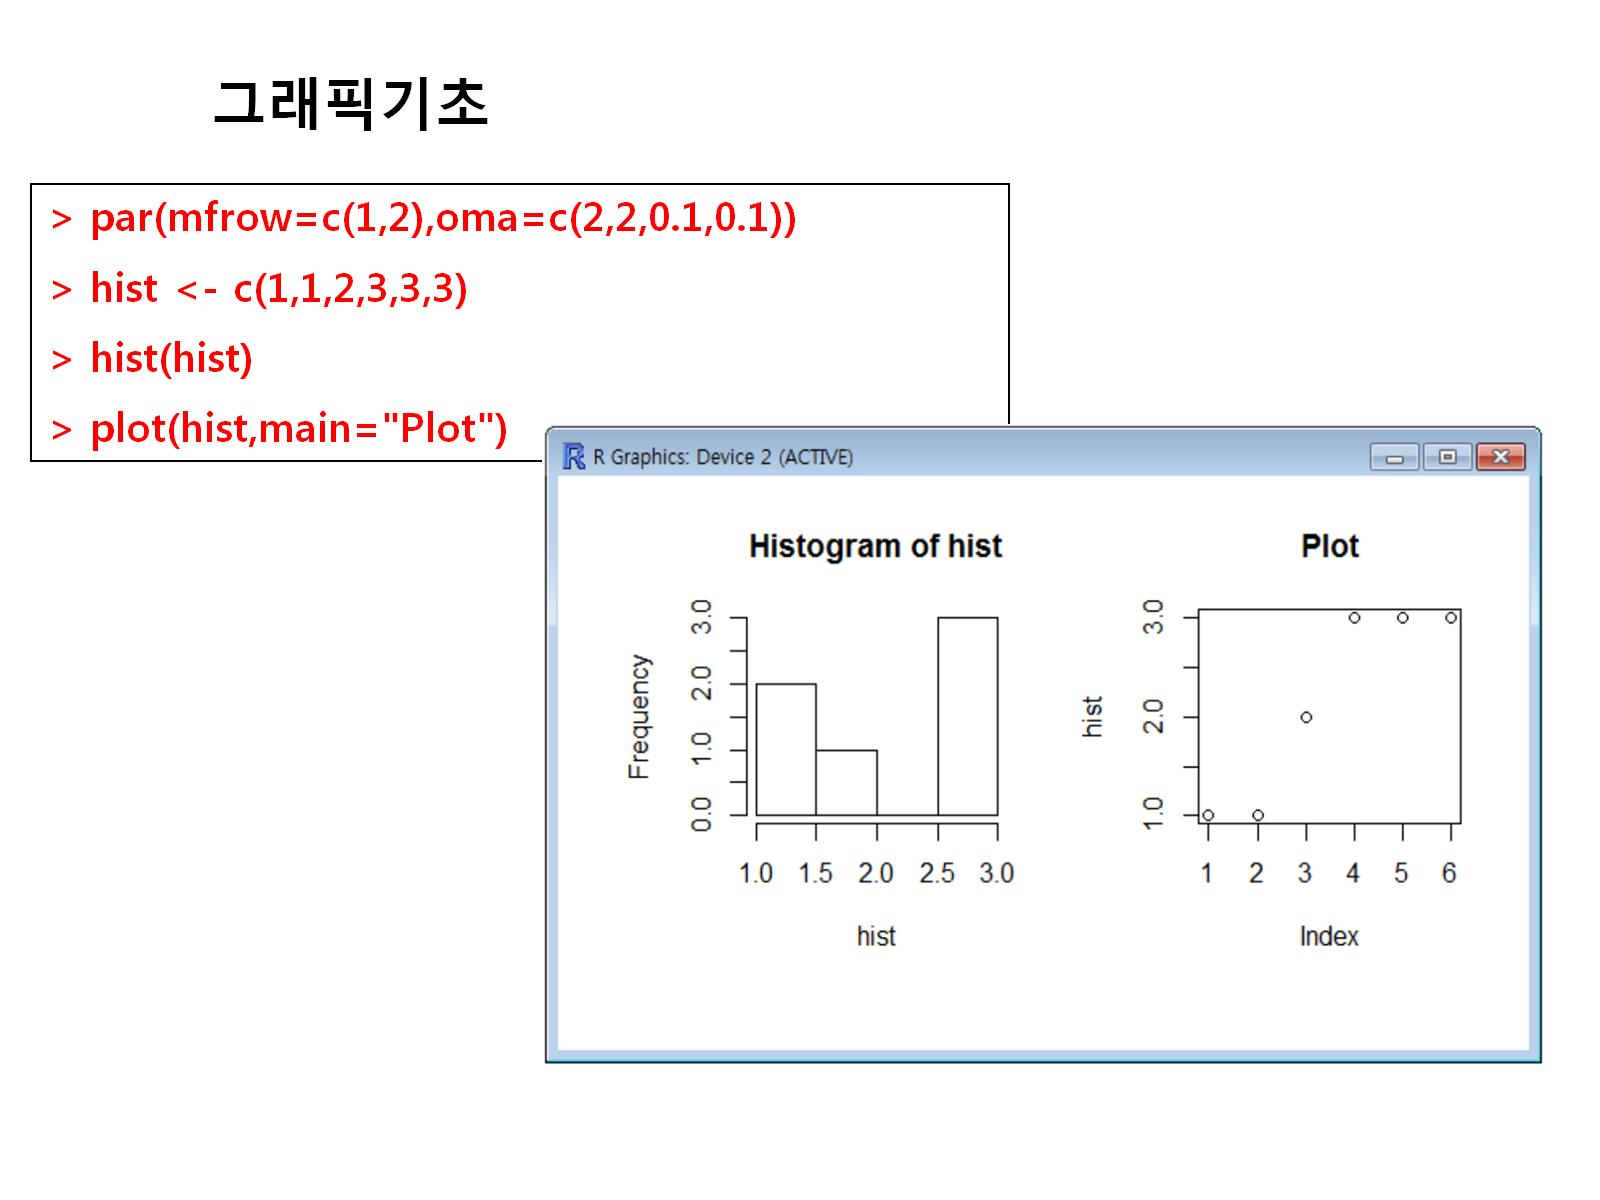 그래픽기초
> par(mfrow=c(1,2),oma=c(2,2,0.1,0.1))
> hist <- c(1,1,2,3,3,3)
> hist(hist)
> plot(hist,main="Plot")
R Graphics: Device 2 (ACTIVE)
Histogram of hist
Frequency
3.0
2.0
1.0
0.0
1.0 1.5 2.0 2.5 3.0
hist
Plot
hist
3.0
2.0
1.0
1 2 3 4 5 6
Index